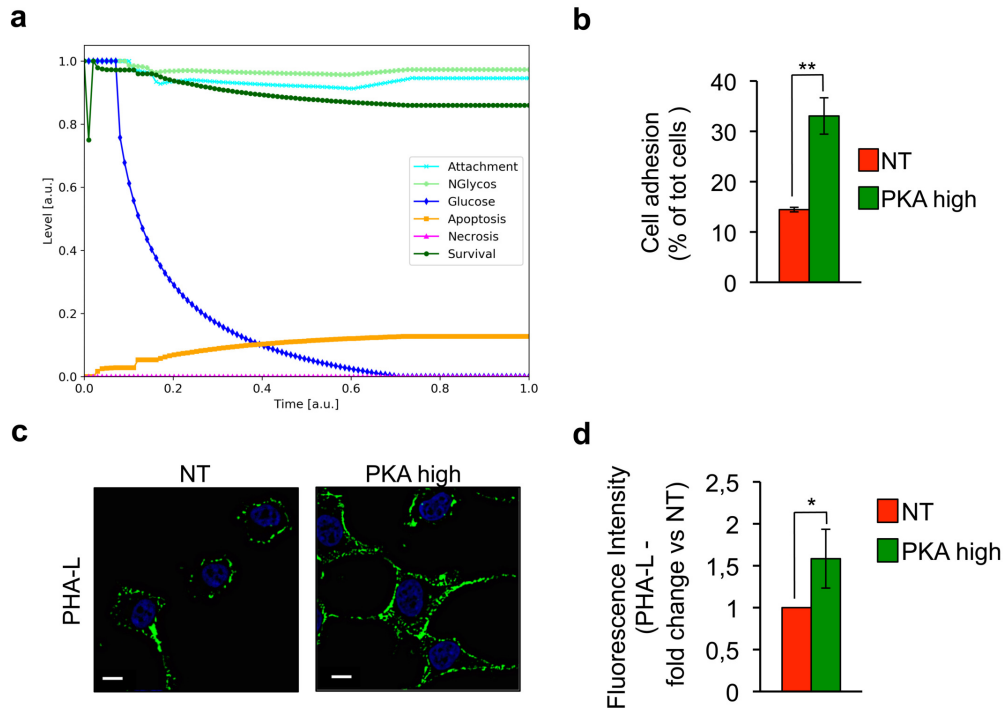 a
1.0
0.8
0.6
0.4
0.2
0.0
Level [a.u.]
0.0 0.2 0.4 0.6 0.8 1.0
Time [a.u.]
Attachment
NGlycos
Glucose
Apoptosis
Necrosis
Survival
b
Cell adhesion
(% of tot cells)
40
30
20
10
0
**
NT
PKA high
c
NT PKA high
PHA-L
d
Fluorescence Intensity
(PHA-L -
fold change vs NT)
2,5
2
1,5
1
0,5
0
*
NT
PKA high